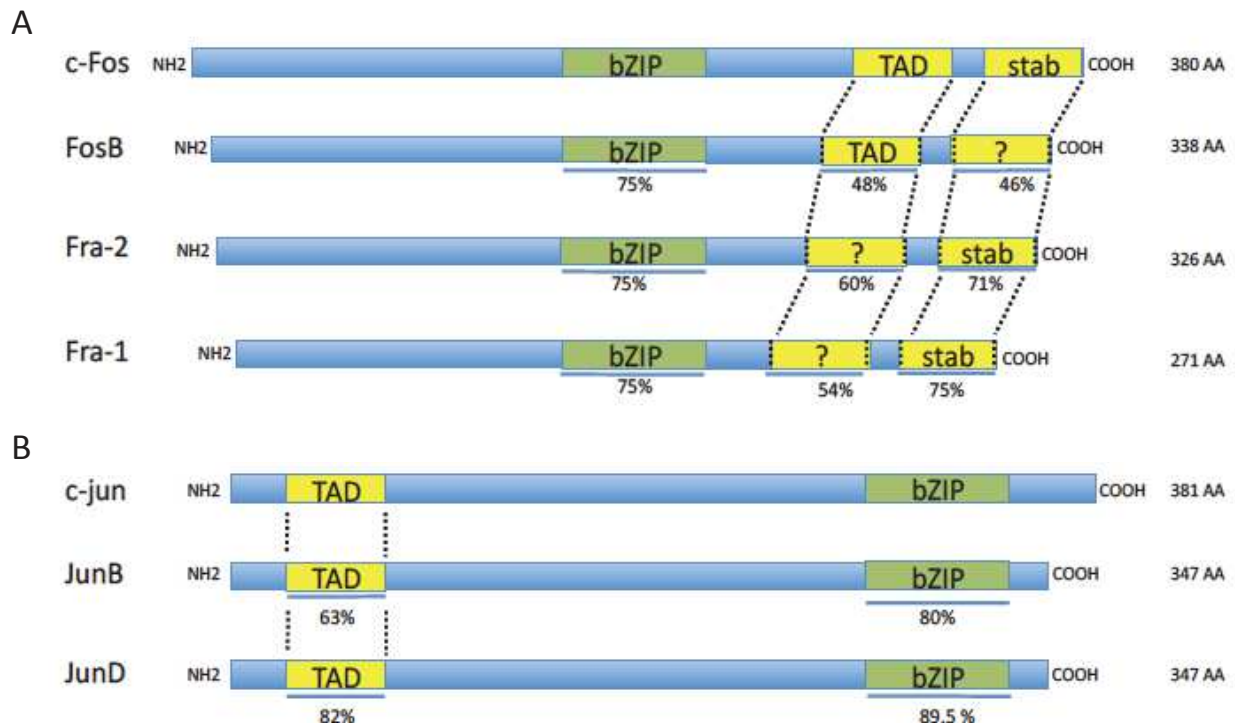 A
c-Fos NH2 bZIP TAD stab COOH 380 AA
FosB NH2 bZIP TAD ? COOH 338 AA
75% 48% 46%
Fra-2 NH2 bZIP ? stab COOH 326 AA
75% 60% 71%
Fra-1 NH2 bZIP ? stab COOH 271 AA
75% 54% 75%
B
c-jun NH2 TAD bZIP COOH 381 AA
JunB NH2 TAD bZIP COOH 347 AA
63% 80%
JunD NH2 TAD bZIP COOH 347 AA
82% 89.5 %